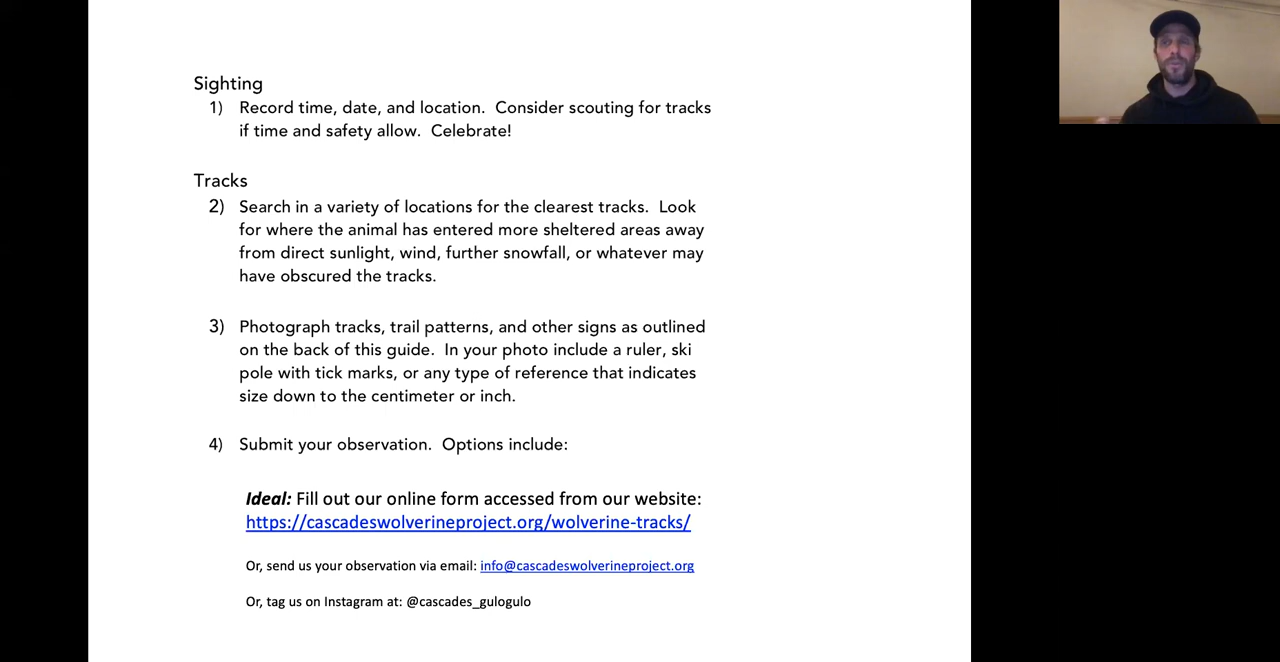 Sighting
1) Record time, date, and location. Consider scouting for tracks
if time and safety allow. Celebrate!
Tracks
2) Search in a variety of locations for the clearest tracks. Look
for where the animal has entered more sheltered areas away
from direct sunlight, wind, further snowfall, or whatever may
have obscured the tracks.
3) Photograph tracks, trail patterns, and other signs as outlined
on the back of this guide. In your photo include a ruler, ski
pole with tick marks, or any type of reference that indicates
size down to the centimeter or inch.
4) Submit your observation. Options include:
Ideal: Fill out our online form accessed from our website:
https://cascadeswolverineproject.org/wolverine-tracks/
Or, send us your observation via email: info@cascadeswolverineproject.org
Or, tag us on Instagram at: @cascades_gulogulo